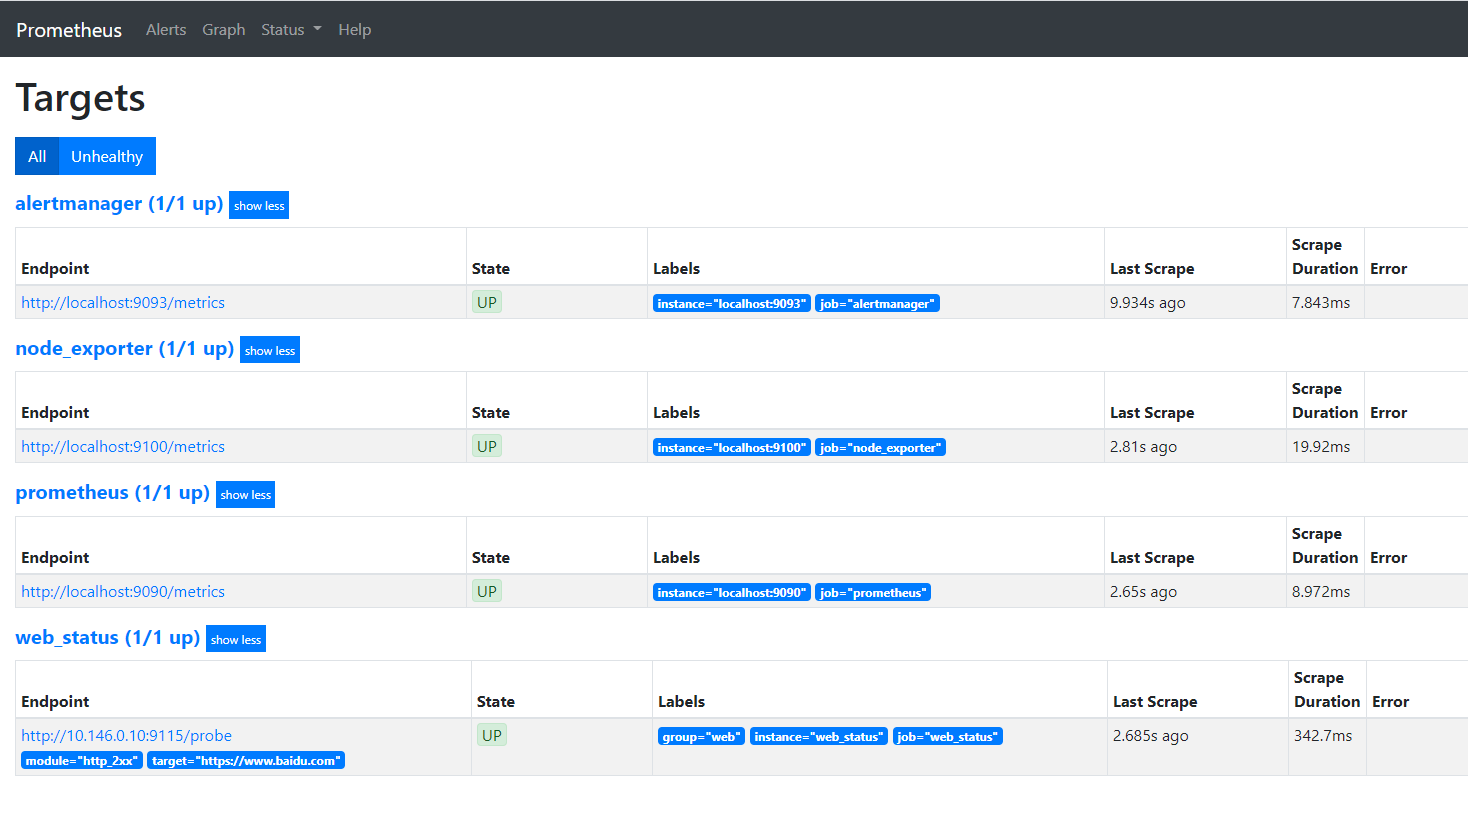 Prometheus Alerts Graph Status Help
Targets
All Unhealthy
alertmanager (1/1 up) show less
Endpoint State Labels Last Scrape Scrape Duration Error
http://localhost:9093/metrics UP instance="localhost:9093" job="alertmanager" 9.934s ago 7.843ms
node_exporter (1/1 up) show less
Endpoint State Labels Last Scrape Scrape Duration Error
http://localhost:9100/metrics UP instance="localhost:9100" job="node_exporter" 2.81s ago 19.92ms
prometheus (1/1 up) show less
Endpoint State Labels Last Scrape Scrape Duration Error
http://localhost:9090/metrics UP instance="localhost:9090" job="prometheus" 2.65s ago 8.972ms
web_status (1/1 up) show less
Endpoint State Labels Last Scrape Scrape Duration Error
http://10.146.0.10:9115/probe UP group="web" instance="web_status" job="web_status" 2.685s ago 342.7ms
module="http_2xx" target="https://www.baidu.com"